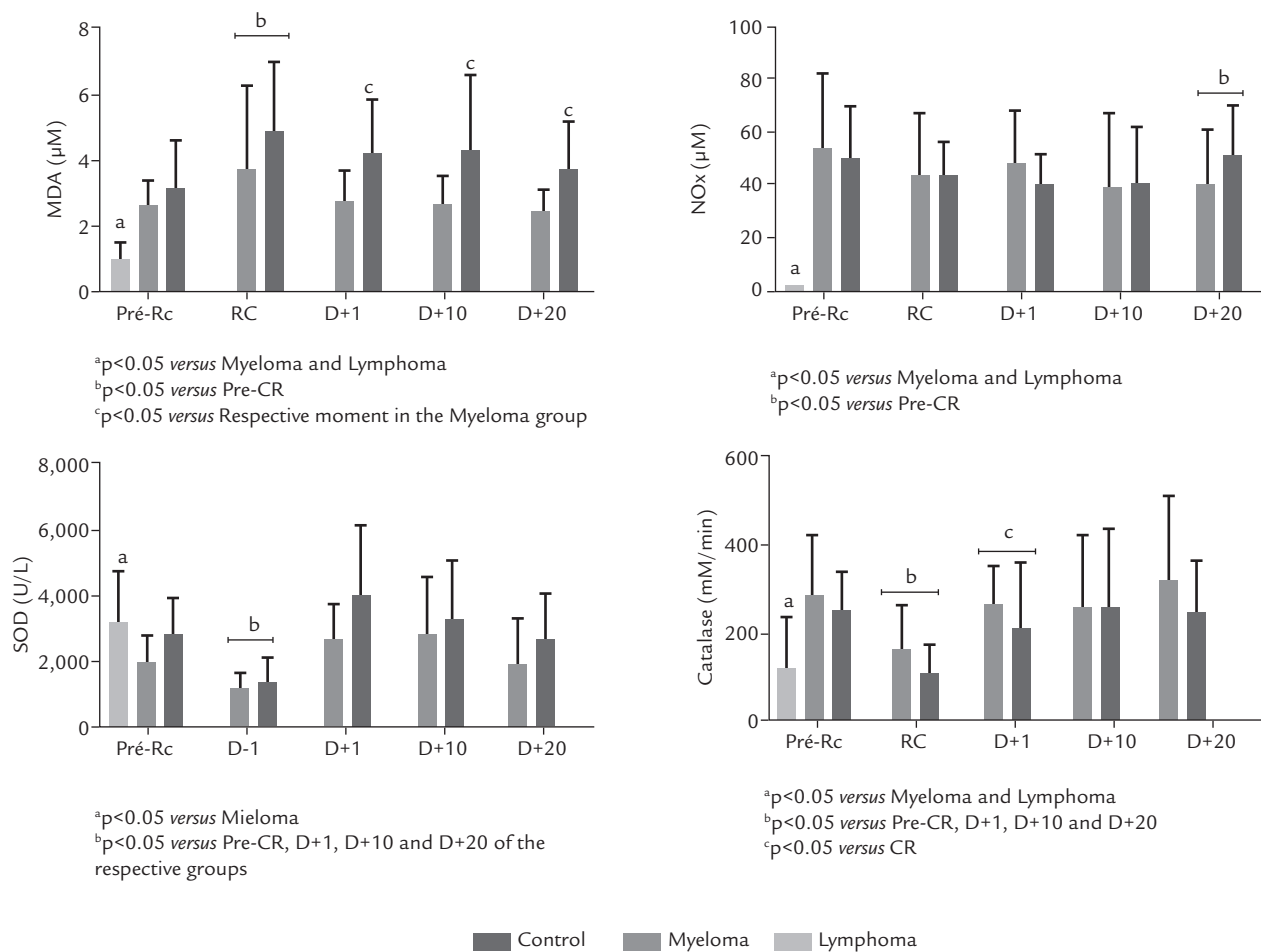 8
6
4
2
0
MDA (µM)
a
b
c
c
c
Pré-Rc RC D+1 D+10 D+20
ap<0.05 versus Myeloma and Lymphoma
bp<0.05 versus Pre-CR
cp<0.05 versus Respective moment in the Myeloma group
100
80
60
40
20
0
NOx (µM)
a
b
Pré-Rc RC D+1 D+10 D+20
ap<0.05 versus Myeloma and Lymphoma
bp<0.05 versus Pre-CR
8,000
6,000
4,000
2,000
0
SOD (U/L)
a
b
Pré-Rc D-1 D+1 D+10 D+20
ap<0.05 versus Mieloma
bp<0.05 versus Pre-CR, D+1, D+10 and D+20 of the
respective groups
600
400
200
0
Catalase (mM/min)
a
b
c
Pré-Rc RC D+1 D+10 D+20
ap<0.05 versus Myeloma and Lymphoma
bp<0.05 versus Pre-CR, D+1, D+10 and D+20
cp<0.05 versus CR
Control Myeloma Lymphoma